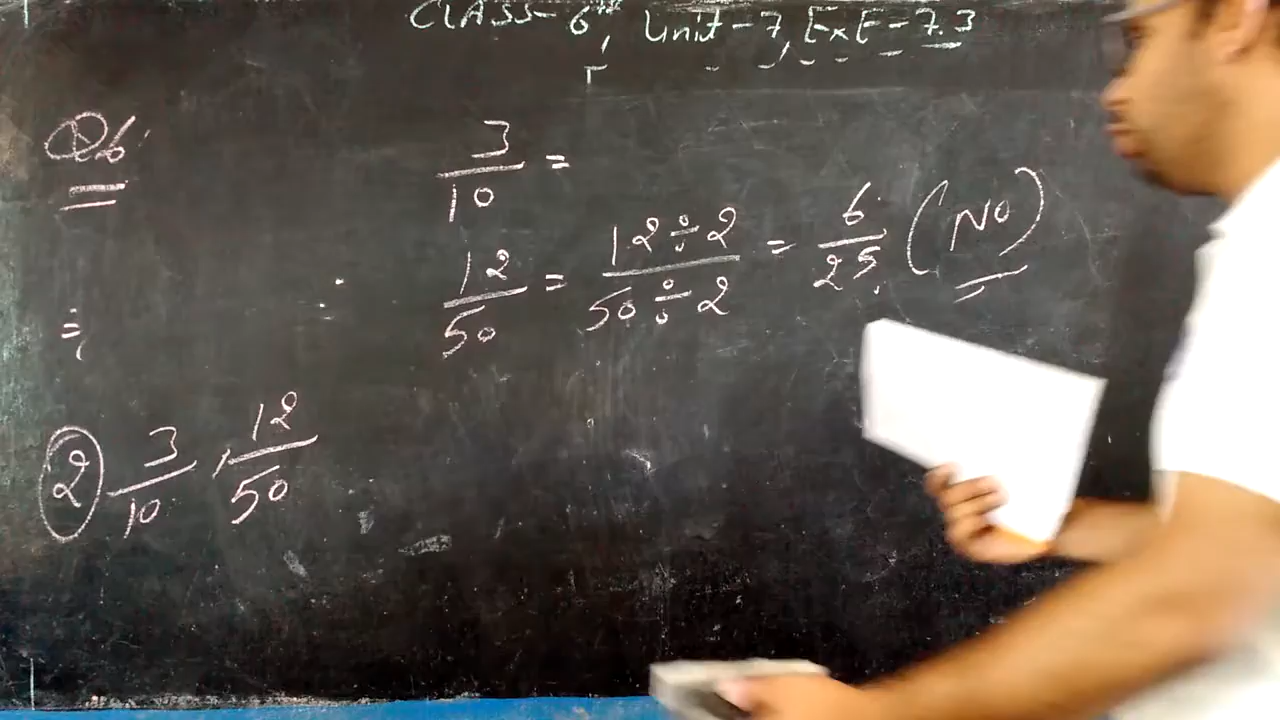 CLASS-6th, Unit-7, ExE-7.3
Q6
3/10 =
12/50 = 12÷2/50÷2 = 6/25 (NO)
=,
② 3/10, 12/50